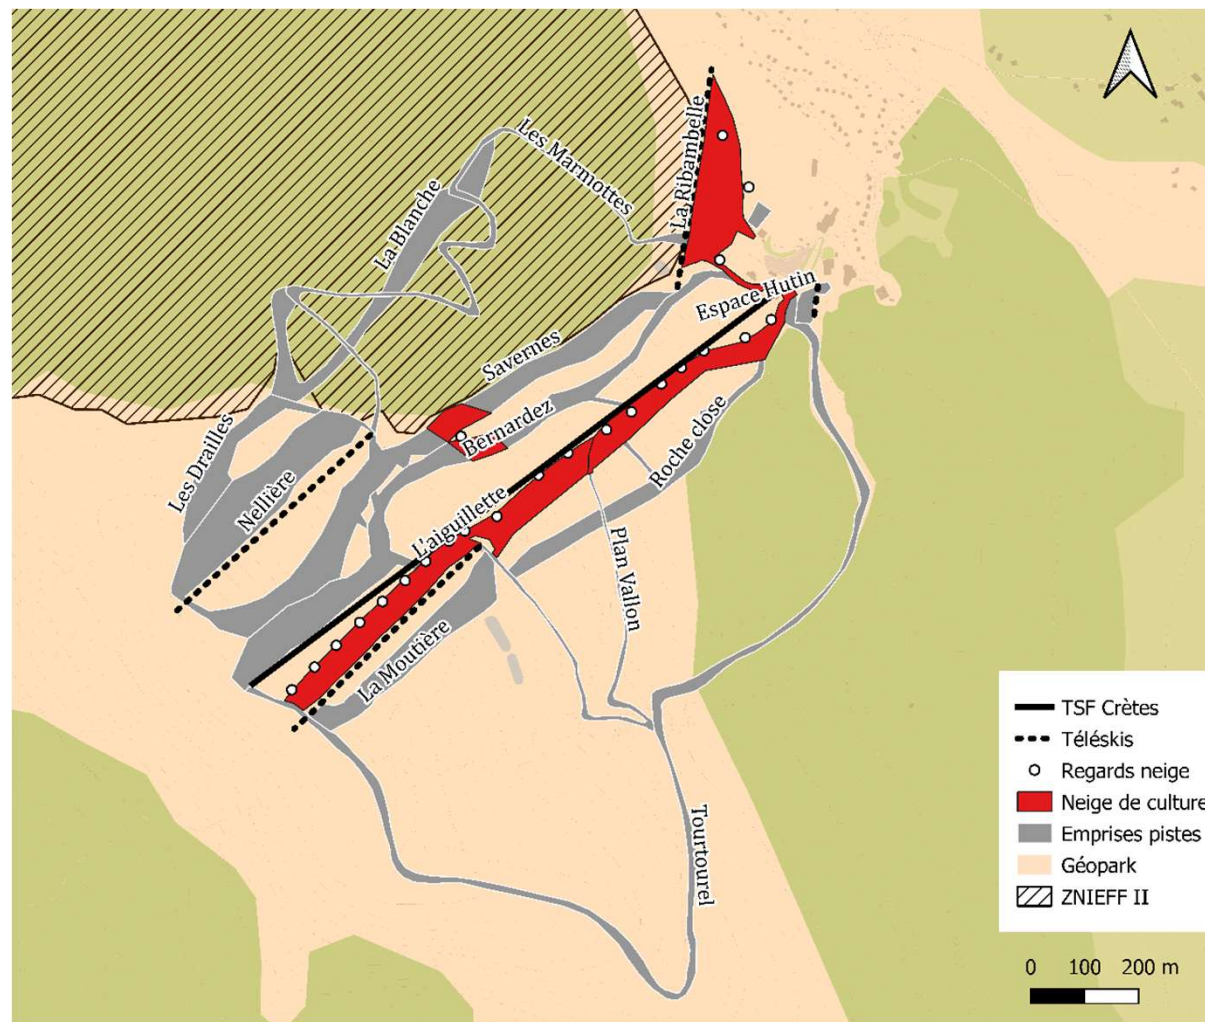 Les Marmottes
La Ribambelle
La Blanche
Espace Hutin
Savernes
Bernardez
Les Drailles
Nellière
Roche close
L'aiguillette
Plan Vallon
La Moutière
Tourtourel
TSF Crètes
Téléskis
Regards neige
Neige de culture
Emprises pistes
Géopark
ZNIEFF II
0 100 200 m